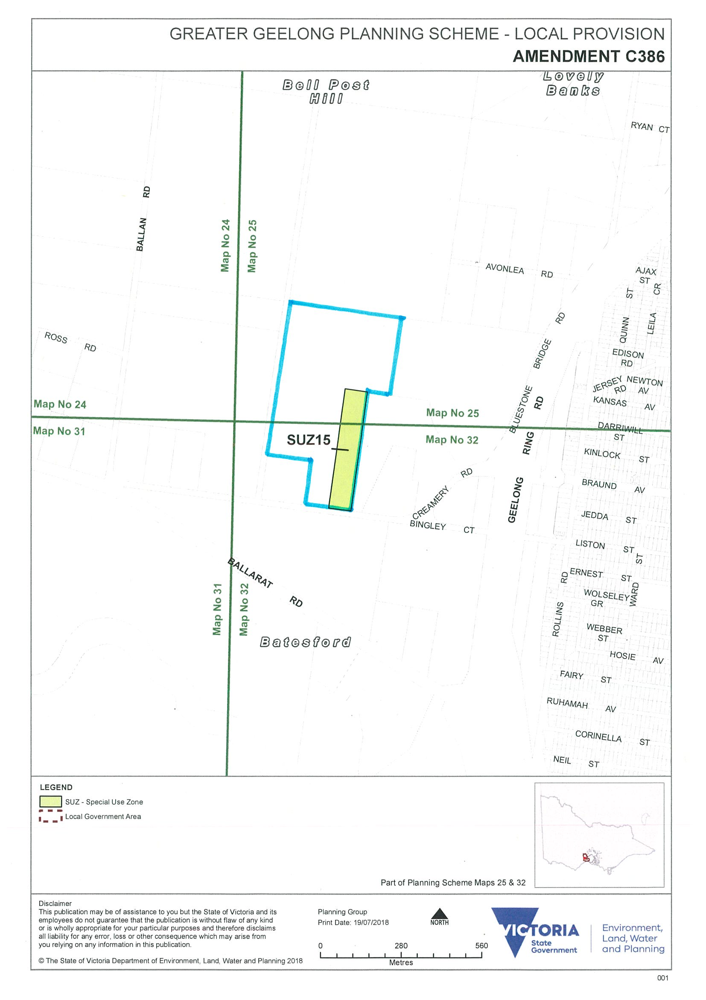 GREATER GEELONG PLANNING SCHEME - LOCAL PROVISION
AMENDMENT C386
Lovely
Banks
Bell Post
Hill
RYAN CT
BALLAN RD
Map No 24
Map No 25
AVONLEA RD
AJAX
ST
QUINN ST
LEILA CR
ROSS RD
BLUESTONE BRIDGE RD
EDISON
RD
JERSEY
RD
NEWTON
AV
KANSAS AV
Map No 24
Map No 25
Map No 31
SUZ15
Map No 32
DARRIWILL
ST
GEELONG RING RD
KINLOCK ST
CREAMERY RD
BRAUND AV
BINGLEY CT
JEDDA ST
LISTON ST
BALLARAT RD
ERNEST ST
WARD ST
ROLLINS RD
WOLSELEY
GR
Map No 31
Map No 32
WEBBER
ST
Batesford
HOSIE AV
FAIRY ST
RUHAMAH AV
CORINELLA ST
NEIL ST
LEGEND
SUZ - Special Use Zone
Local Government Area
Part of Planning Scheme Maps 25 & 32
Disclaimer
This publication may be of assistance to you but the State of Victoria and its
employees do not guarantee that the publication is without flaw of any kind
or is wholly appropriate for your particular purposes and therefore disclaims
all liability for any error, loss or other consequence which may arise from
you relying on any information in this publication.
© The State of Victoria Department of Environment, Land, Water and Planning 2018
Planning Group
Print Date: 19/07/2018
NORTH
0 280 560
Metres
VICTORIA
State
Government
Environment,
Land, Water
and Planning
001